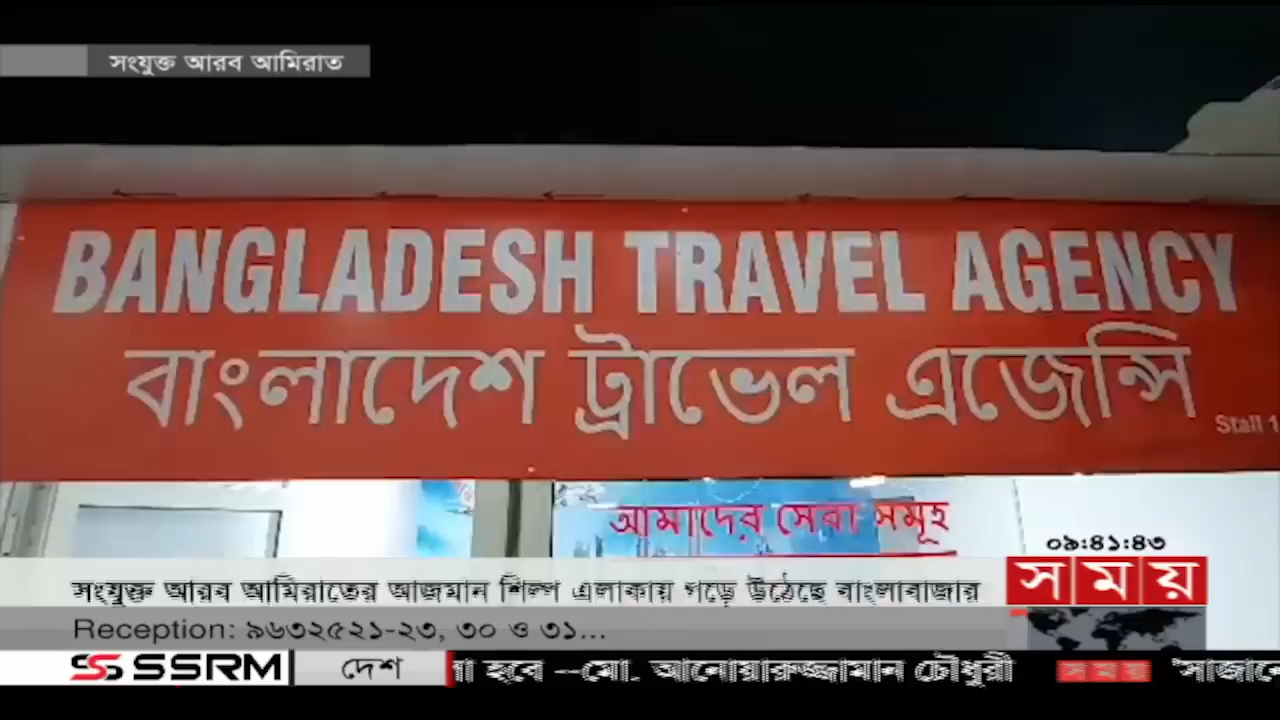 সংযুক্ত আরব আমিরাত
BANGLADESH TRAVEL AGENCY
বাংলাদেশ ট্রাভেল এজেন্সি
Stall 1
আমাদের সেবা সমূহ
০৯:৪১:৪৩
সময়
সংযুক্ত আরব আমিরাতের আজমান শিল্প এলাকায় গড়ে উঠেছে বাংলাবাজার
Reception: ৯৬৩২৫২১-২৩, ৩০ ও ৩১...
SSRM
দেশ
হবে --মো. আনোয়ারুজ্জামান চৌধুরী সময়